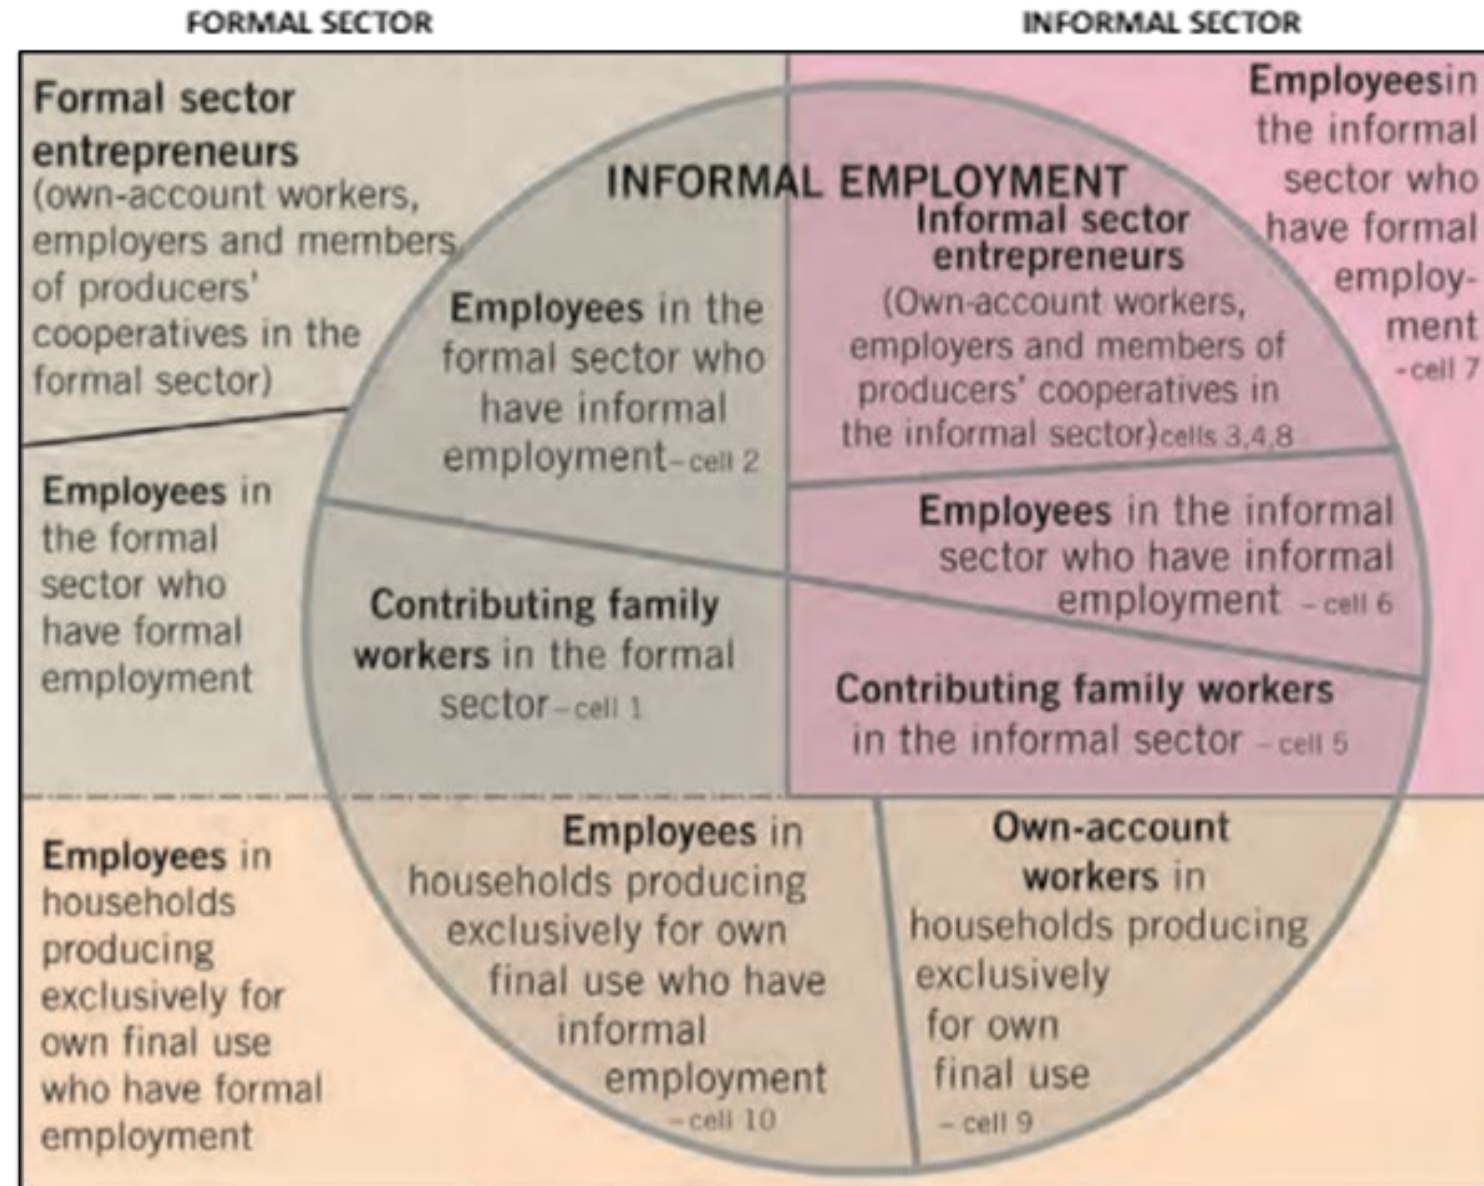 FORMAL SECTOR
INFORMAL SECTOR
Formal sector
entrepreneurs
(own-account workers,
employers and members
of producers'
cooperatives in the
formal sector)
Employees in
the formal
sector who
have formal
employment
INFORMAL EMPLOYMENT
Employees in the
formal sector who
have informal
employment–cell 2
Contributing family
workers in the formal
sector–cell 1
Informal sector
entrepreneurs
(Own-account workers,
employers and members of
producers' cooperatives in
the informal sector)cells 3,4,8
Employees in the informal
sector who have informal
employment – cell 6
Contributing family workers
in the informal sector – cell 5
Employeesin
the informal
sector who
have formal
employ-
ment
-cell 7
Employees in
households
producing
exclusively for
own final use
who have formal
employment
Employees in
households producing
exclusively for own
final use who have
informal
employment
– cell 10
Own-account
workers in
households producing
exclusively
for own
final use
– cell 9